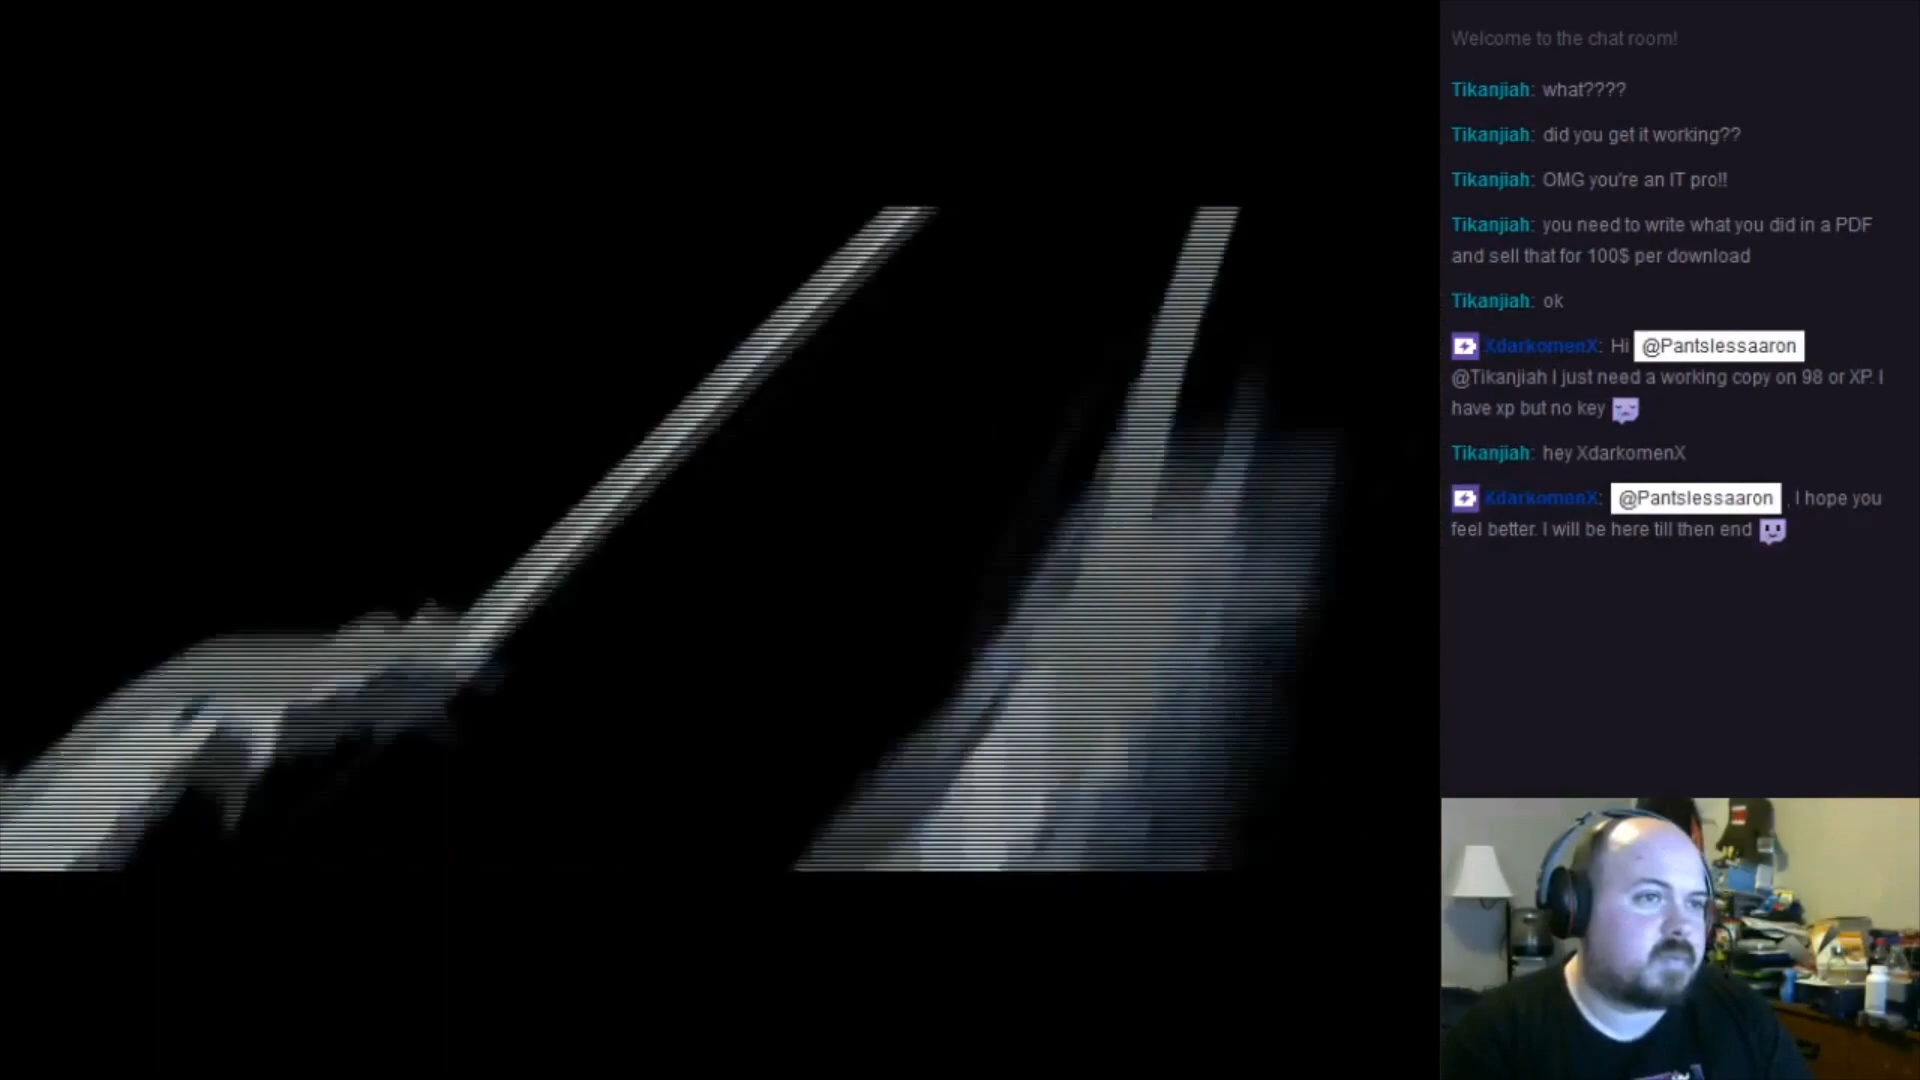 Welcome to the chat room!
Tikanjiah: what????
Tikanjiah: did you get it working??
Tikanjiah: OMG you're an IT pro!!
Tikanjiah: you need to write what you did in a PDF
and sell that for 100$ per download
Tikanjiah: ok
XdarkomenX: Hi @Pantslessaaron
@Tikanjiah I just need a working copy on 98 or XP. I
have xp but no key
Tikanjiah: hey XdarkomenX
XdarkomenX: @Pantslessaaron , I hope you
feel better. I will be here till then end